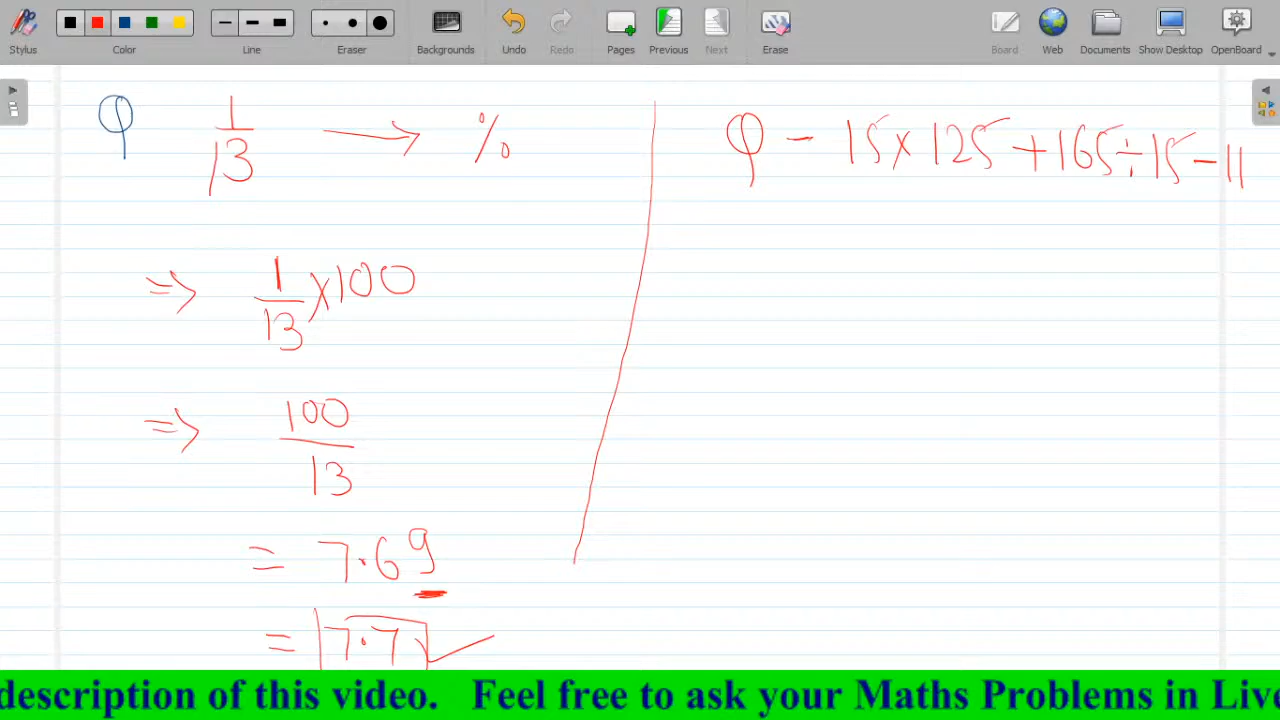 Stylus Color Line Eraser Backgrounds Undo Redo Pages Previous Next Erase Board Web Documents Show Desktop OpenBoard
Q 1/13 → %
⇒ 1/13 × 100
⇒ 100/13
= 7.69
= 7.7
Q - 15 × 125 + 165 ÷ 15 - 11
description of this video. Feel free to ask your Maths Problems in Live